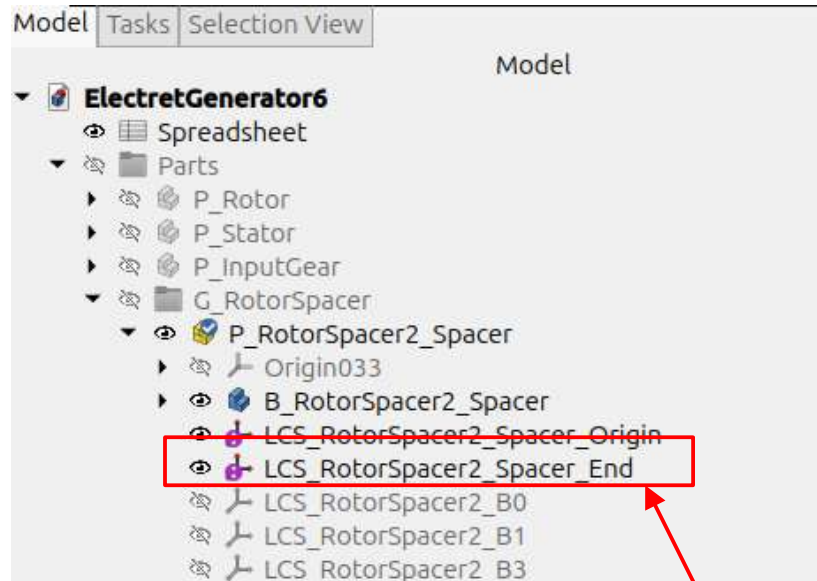 Model Tasks Selection View
Model
ElectretGenerator6
Spreadsheet
Parts
P_Rotor
P_Stator
P_InputGear
G_RotorSpacer
P_RotorSpacer2_Spacer
Origin033
B_RotorSpacer2_Spacer
LCS_RotorSpacer2_Spacer_Origin
LCS_RotorSpacer2_Spacer_End
LCS_RotorSpacer2_B0
LCS_RotorSpacer2_B1
LCS_RotorSpacer2_B3